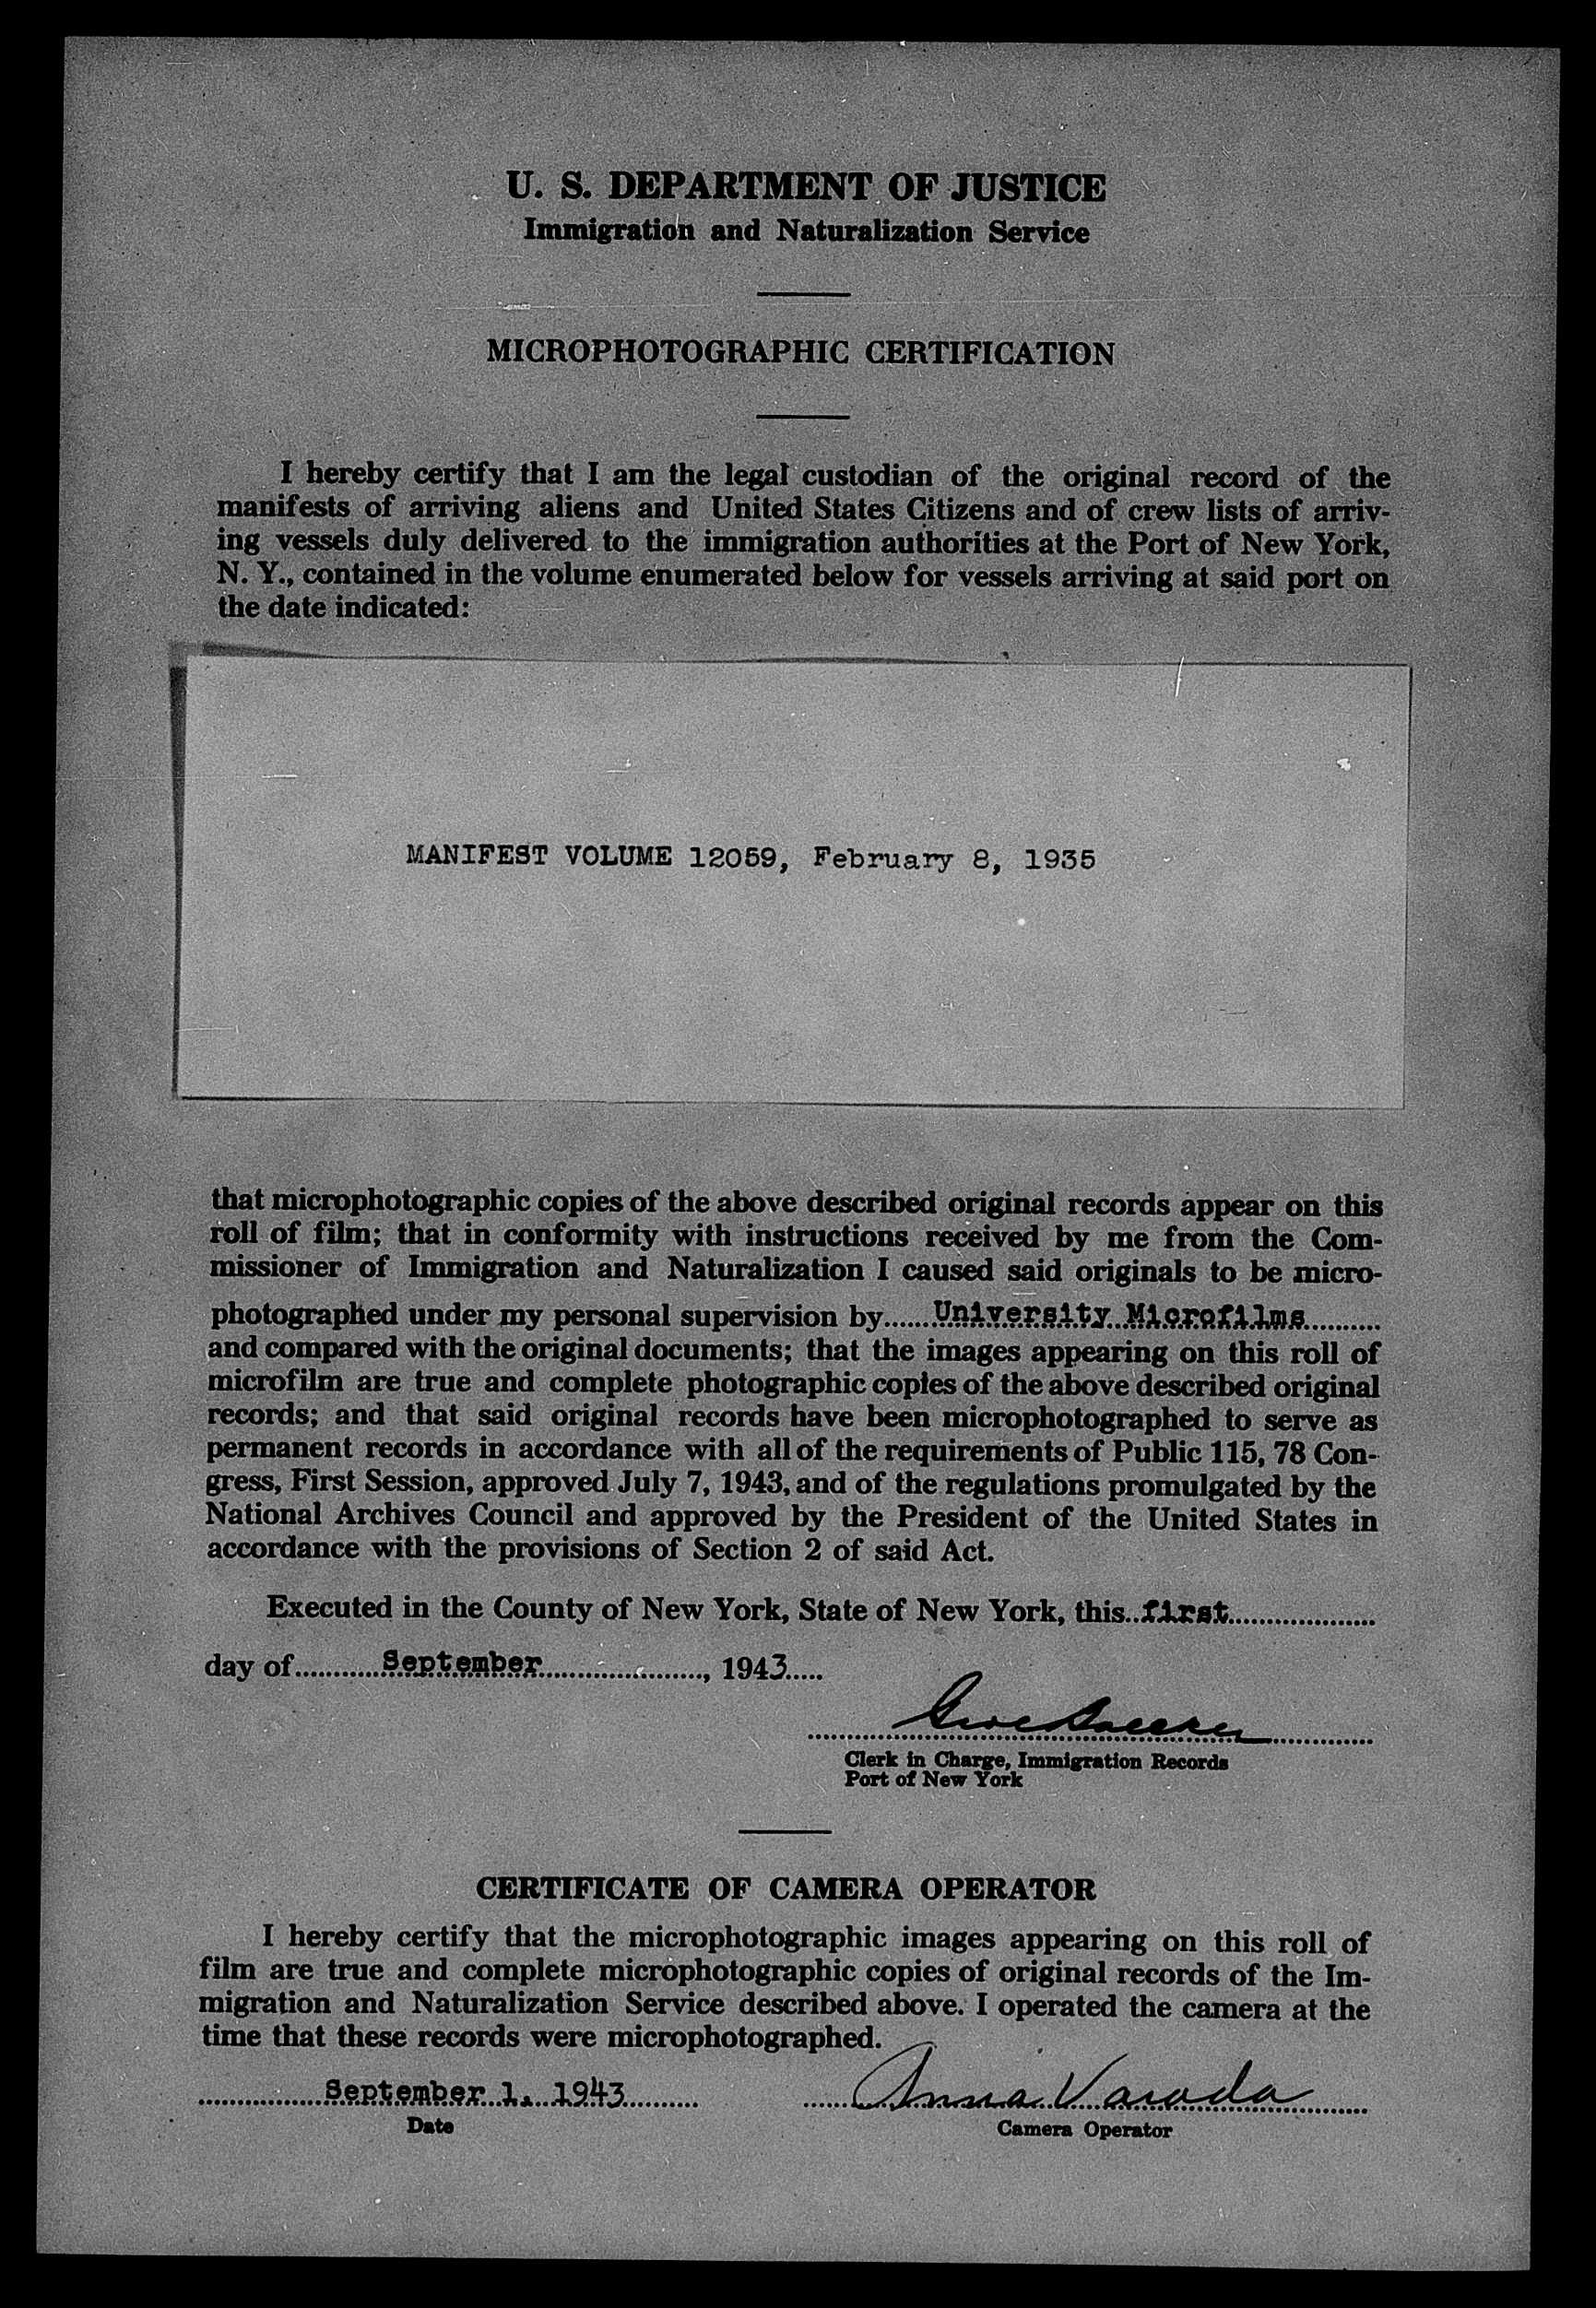 U. S. DEPARTMENT OF JUSTICE
Immigration and Naturalization Service
MICROPHOTOGRAPHIC CERTIFICATION
I hereby certify that I am the legal custodian of the original record of the
manifests of arriving aliens and United States Citizens and of crew lists of arriv-
ing vessels duly delivered to the immigration authorities at the Port of New York,
N. Y., contained in the volume enumerated below for vessels arriving at said port on
the date indicated:
MANIFEST VOLUME 12059, February 8, 1935
that microphotographic copies of the above described original records appear on this
roll of film; that in conformity with instructions received by me from the Com-
missioner of Immigration and Naturalization I caused said originals to be micro-
photographed under my personal supervision by University Microfilms
and compared with the original documents; that the images appearing on this roll of
microfilm are true and complete photographic copies of the above described original
records; and that said original records have been microphotographed to serve as
permanent records in accordance with all of the requirements of Public 115, 78 Con-
gress, First Session, approved July 7, 1943, and of the regulations promulgated by the
National Archives Council and approved by the President of the United States in
accordance with the provisions of Section 2 of said Act.
Executed in the County of New York, State of New York, this first
day of September, 1943
Clerk in Charge, Immigration Records
Port of New York
CERTIFICATE OF CAMERA OPERATOR
I hereby certify that the microphotographic images appearing on this roll of
film are true and complete microphotographic copies of original records of the Im-
migration and Naturalization Service described above. I operated the camera at the
time that these records were microphotographed.
September 1, 1943 Anna Varada
Date Camera Operator